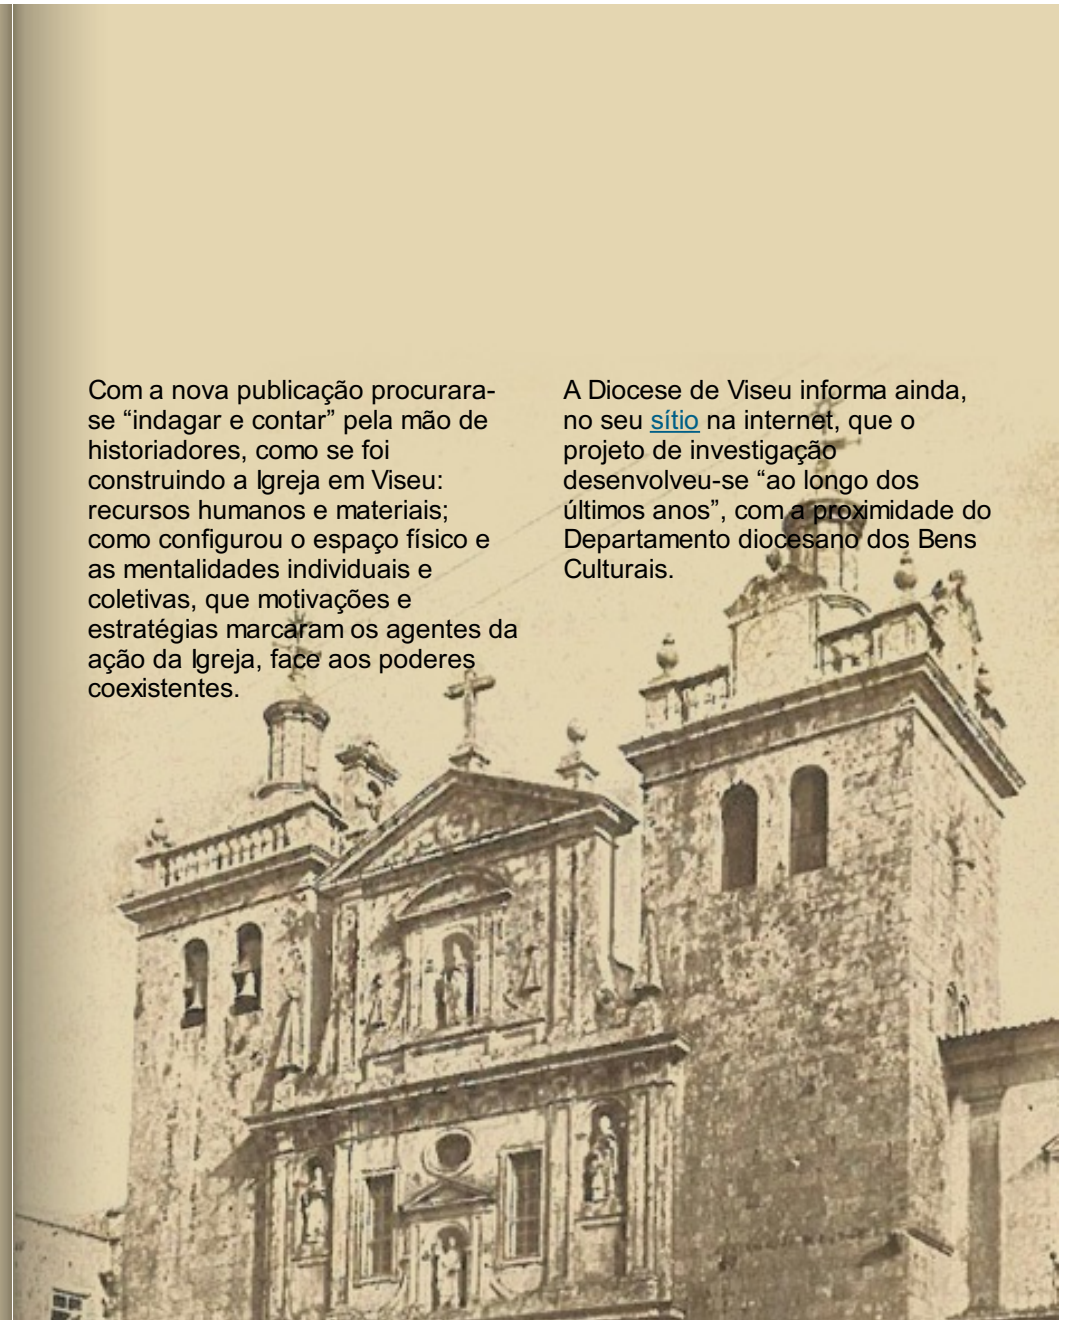 Com a nova publicação procurara-
se “indagar e contar” pela mão de
historiadores, como se foi
construindo a Igreja em Viseu:
recursos humanos e materiais;
como configurou o espaço físico e
as mentalidades individuais e
coletivas, que motivações e
estratégias marcaram os agentes da
ação da Igreja, face aos poderes
coexistentes.
A Diocese de Viseu informa ainda,
no seu sítio na internet, que o
projeto de investigação
desenvolveu-se “ao longo dos
últimos anos”, com a proximidade do
Departamento diocesano dos Bens
Culturais.